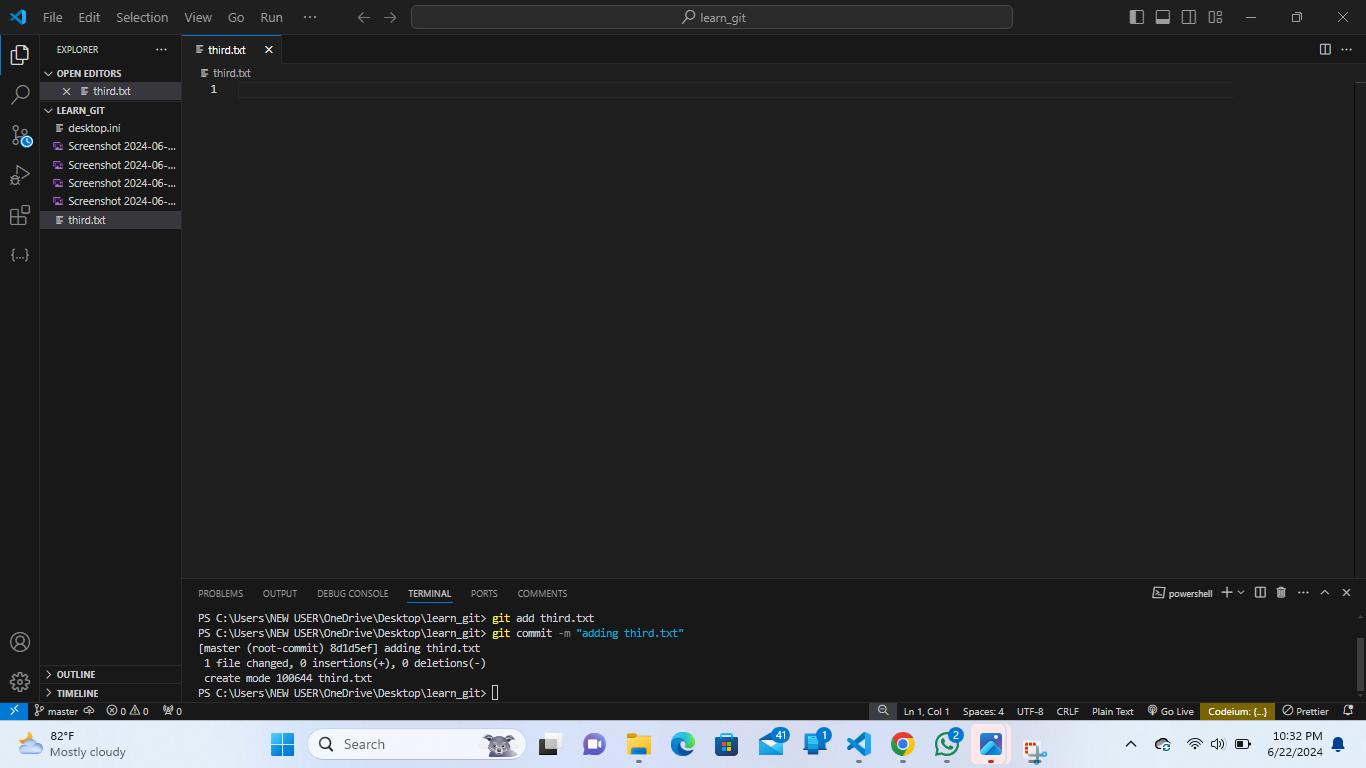 File Edit Selection View Go Run ··· learn_git
EXPLORER ···
OPEN EDITORS
third.txt
LEARN_GIT
desktop.ini
Screenshot 2024-06-...
Screenshot 2024-06-...
Screenshot 2024-06-...
Screenshot 2024-06-...
third.txt
OUTLINE
TIMELINE
third.txt
third.txt
1
PROBLEMS OUTPUT DEBUG CONSOLE TERMINAL PORTS COMMENTS powershell
PS C:\Users\NEW USER\OneDrive\Desktop\learn_git> git add third.txt
PS C:\Users\NEW USER\OneDrive\Desktop\learn_git> git commit -m "adding third.txt"
[master (root-commit) 8d1d5ef] adding third.txt
1 file changed, 0 insertions(+), 0 deletions(-)
create mode 100644 third.txt
PS C:\Users\NEW USER\OneDrive\Desktop\learn_git>
master 0 0 0 Ln 1, Col 1 Spaces: 4 UTF-8 CRLF Plain Text Go Live Codeium: {...} Prettier
82°F
Mostly cloudy
Search
41
1
2
10:32 PM
6/22/2024